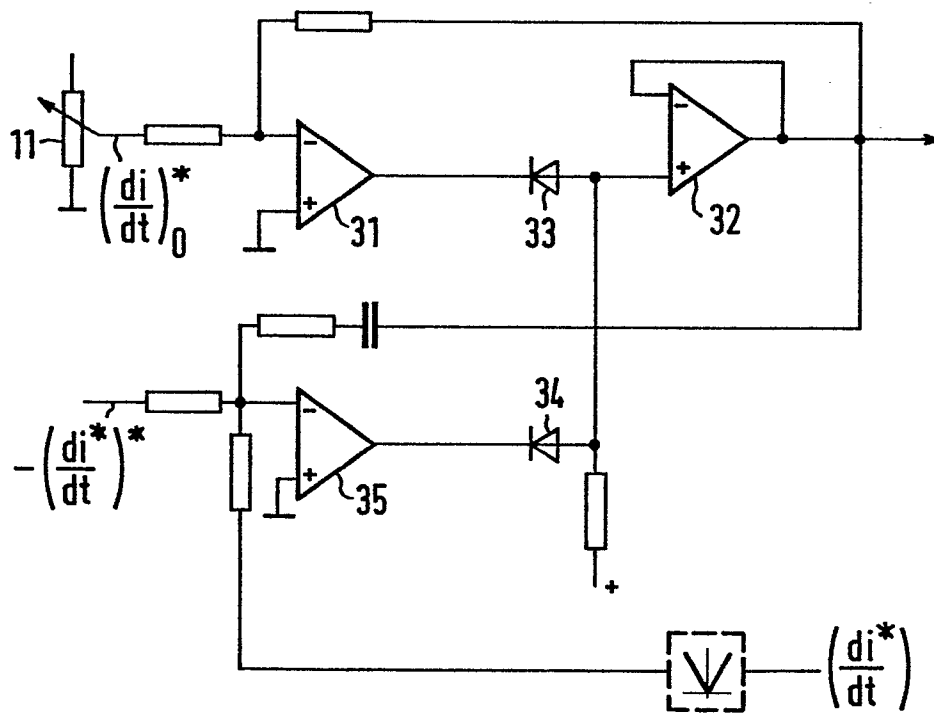 11
(di/dt)*0
− + 31
33
− + 32
−(di*/dt)*
− + 35
34
+
(di*/dt)